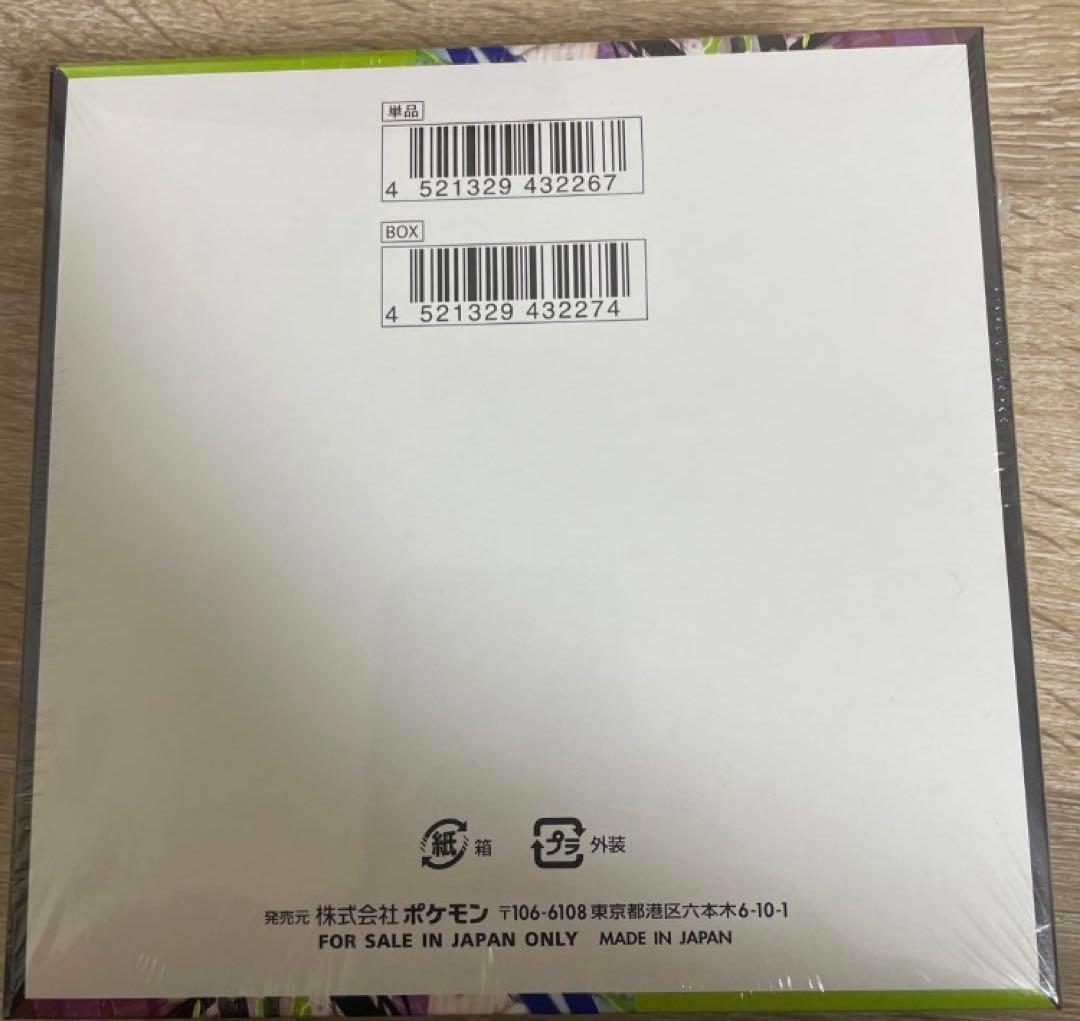 単品
4 521329 432267
BOX
4 521329 432274
紙 箱 プラ 外装
発売元 株式会社 ポケモン 〒106-6108 東京都港区六本木6-10-1
FOR SALE IN JAPAN ONLY MADE IN JAPAN